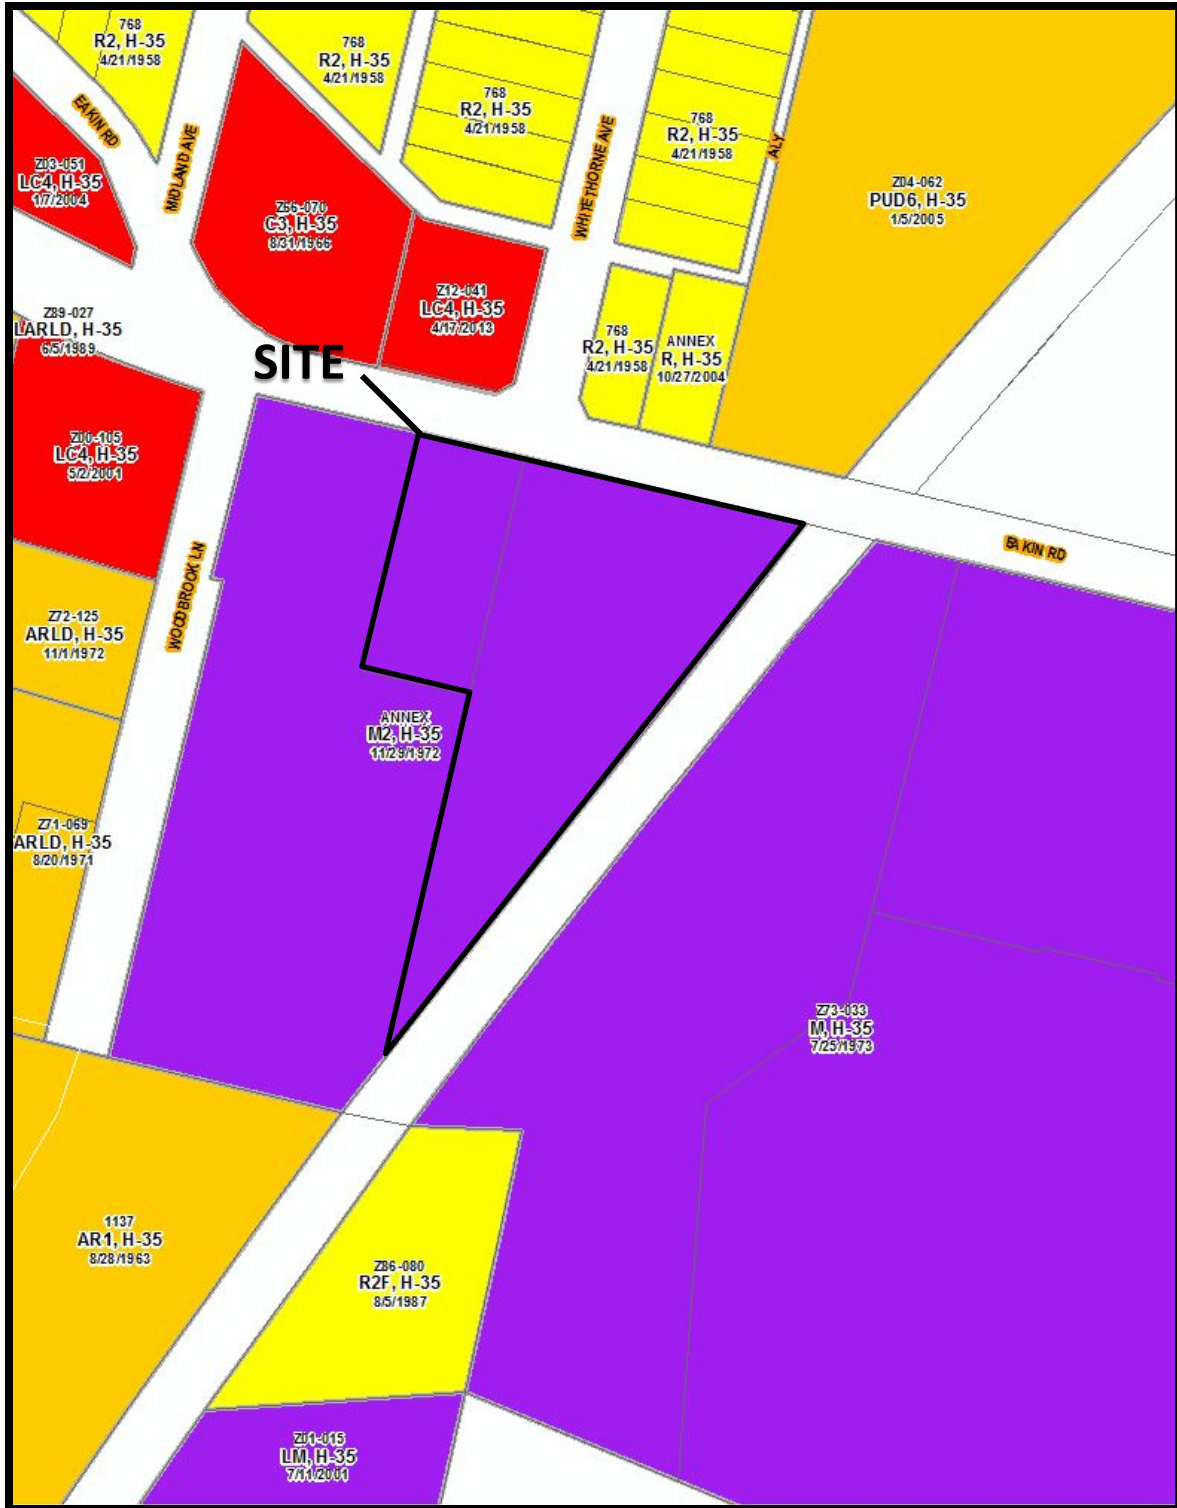 768
R2, H-35
4/21/1958
768
R2, H-35
4/21/1958
768
R2, H-35
4/21/1958
768
R2, H-35
4/21/1958
EAKIN RD
MIDLAND AVE
WHITETHORNE AVE
ALY
Z03-051
LC4, H-35
1/7/2004
Z66-070
C3, H-35
8/31/1966
Z04-062
PUD6, H-35
1/5/2005
Z12-041
LC4, H-35
4/17/2013
Z89-027
LARLD, H-35
6/5/1989
768
R2, H-35
4/21/1958
ANNEX
R, H-35
10/27/2004
SITE
Z00-105
LC4, H-35
5/2/2001
EAKIN RD
WOODBROOK LN
Z72-125
ARLD, H-35
11/1/1972
ANNEX
M2, H-35
11/29/1972
Z71-069
ARLD, H-35
8/20/1971
Z73-033
M, H-35
7/25/1973
1137
AR1, H-35
8/28/1963
Z86-080
R2F, H-35
8/5/1987
Z01-015
LM, H-35
7/11/2001